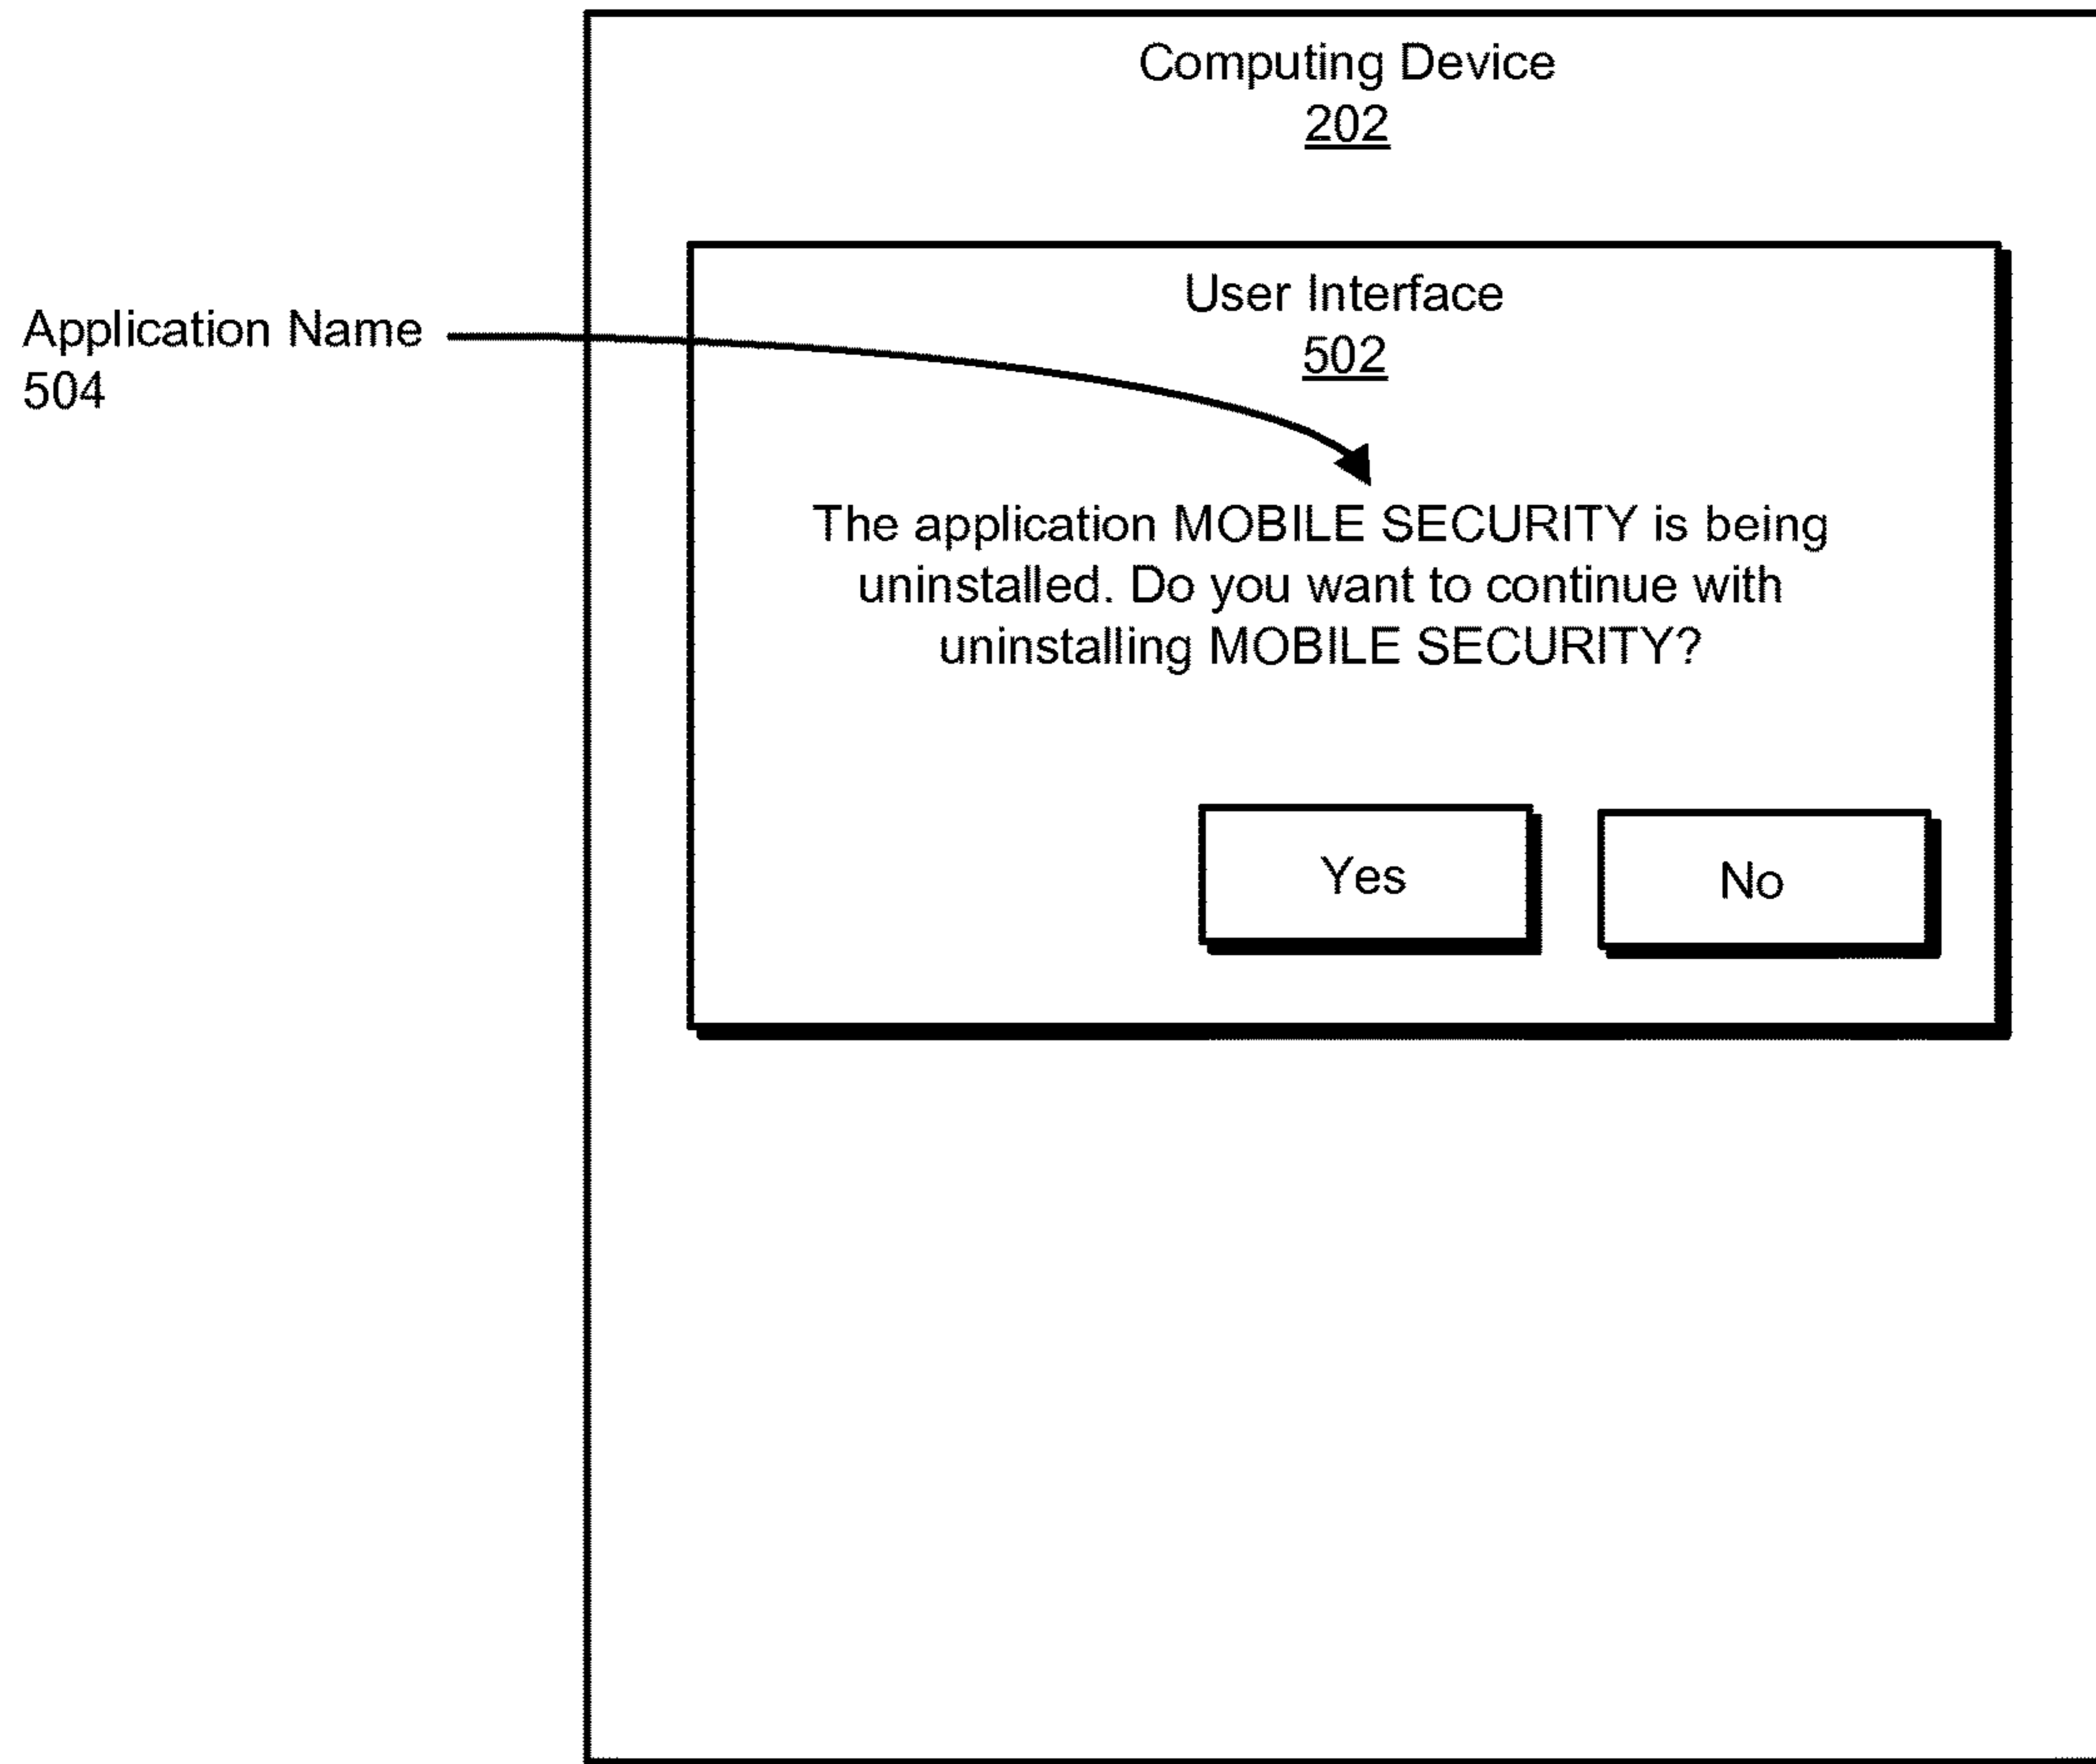 Computing Device
202
Application Name
504
User Interface
502
The application MOBILE SECURITY is being
uninstalled. Do you want to continue with
uninstalling MOBILE SECURITY?
Yes
No